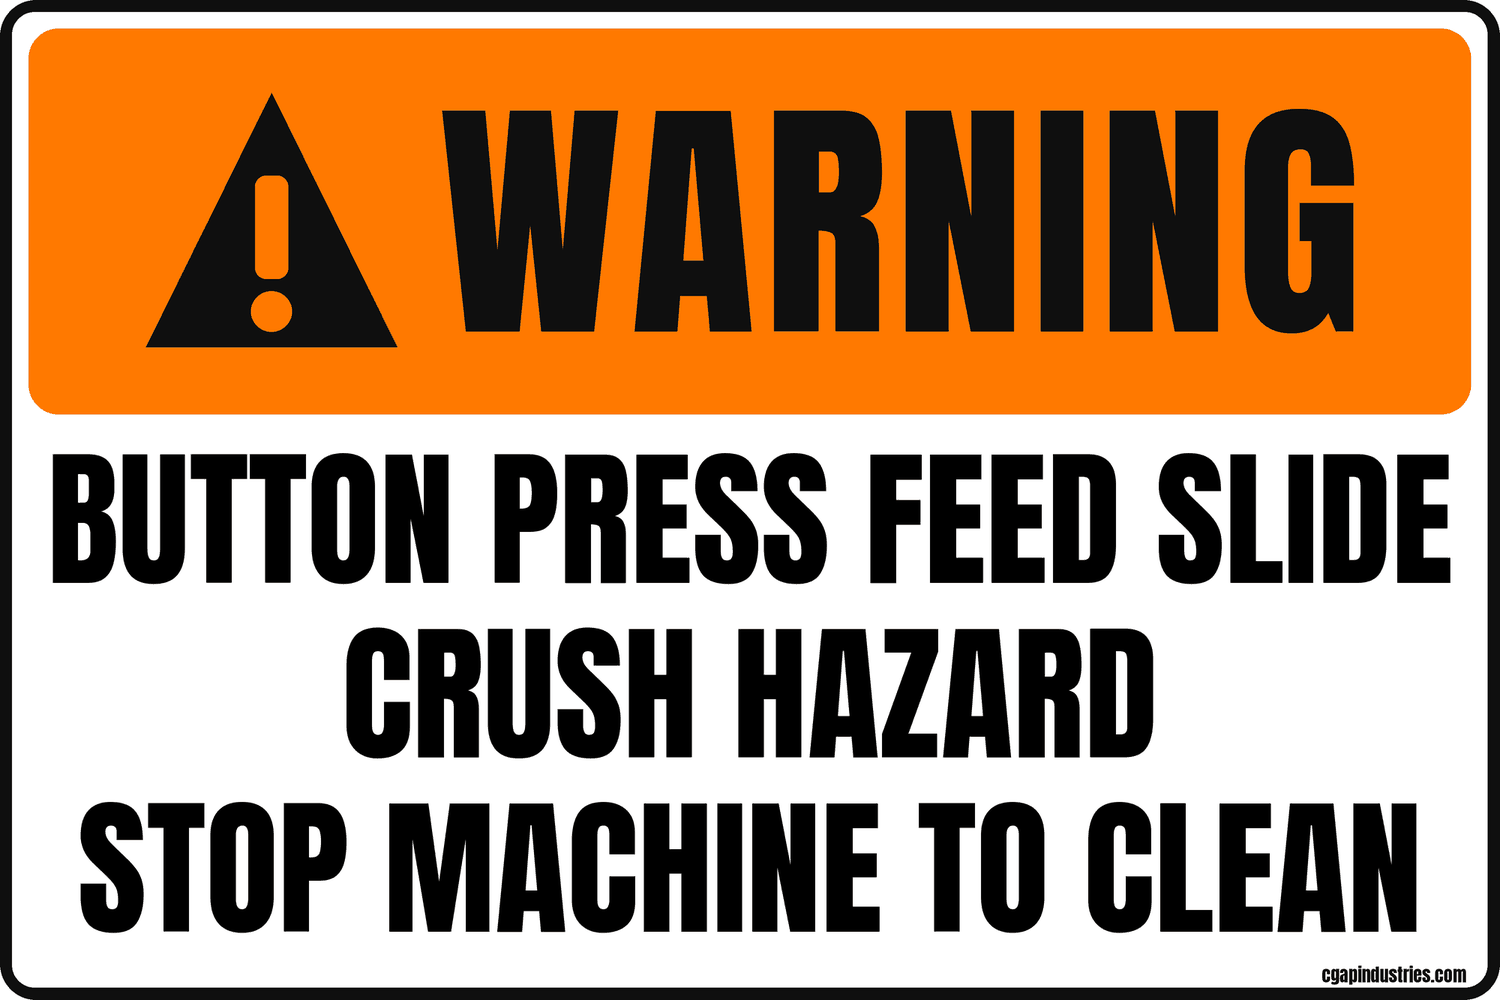 WARNING
BUTTON PRESS FEED SLIDE
CRUSH HAZARD
STOP MACHINE TO CLEAN
cgapindustries.com